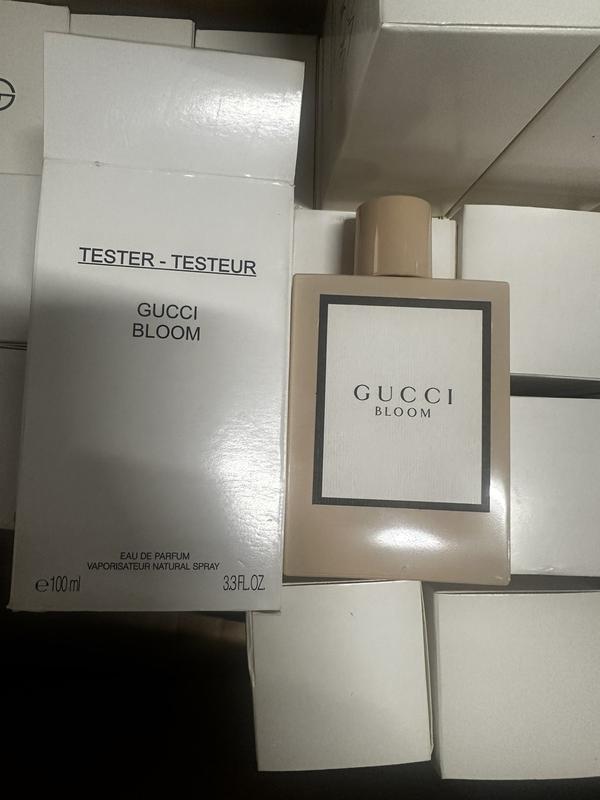 TESTER - TESTEUR
GUCCI
BLOOM
EAU DE PARFUM
VAPORISATEUR NATURAL SPRAY
℮100 ml 3.3 FL.OZ.
GUCCI
BLOOM